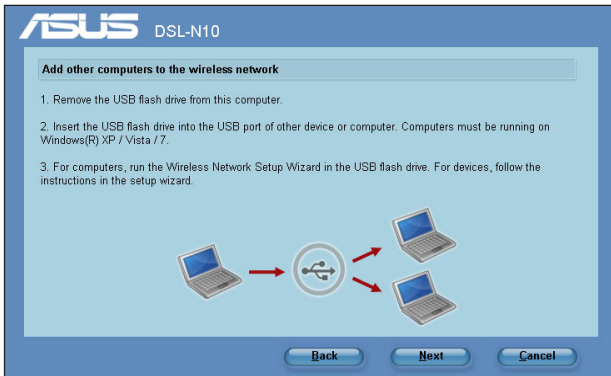 ASUS DSL-N10
Add other computers to the wireless network
1. Remove the USB flash drive from this computer.
2. Insert the USB flash drive into the USB port of other device or computer. Computers must be running on
Windows(R) XP / Vista / 7.
3. For computers, run the Wireless Network Setup Wizard in the USB flash drive. For devices, follow the
instructions in the setup wizard.
Back Next Cancel